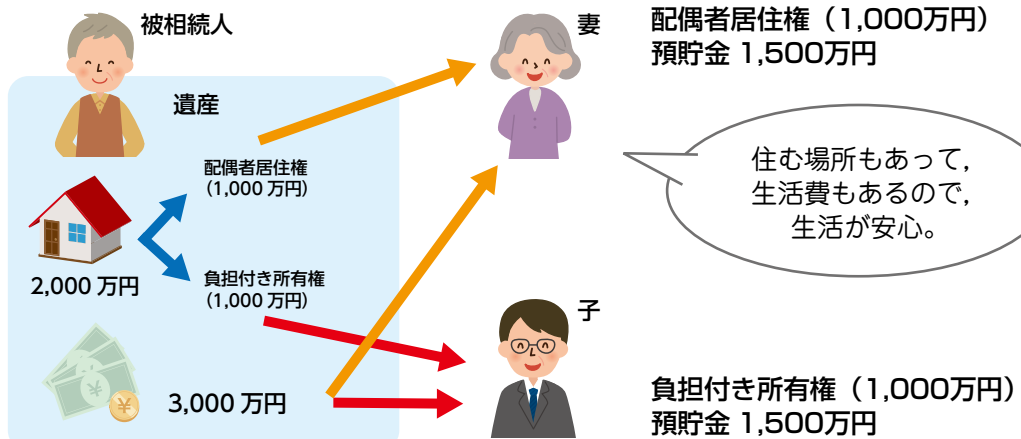 被相続人
遺産
配偶者居住権
（1,000 万円）
2,000 万円
負担付き所有権
（1,000 万円）
3,000 万円
妻
配偶者居住権（1,000万円）
預貯金 1,500万円
住む場所もあって，
生活費もあるので，
生活が安心。
子
負担付き所有権（1,000万円）
預貯金 1,500万円